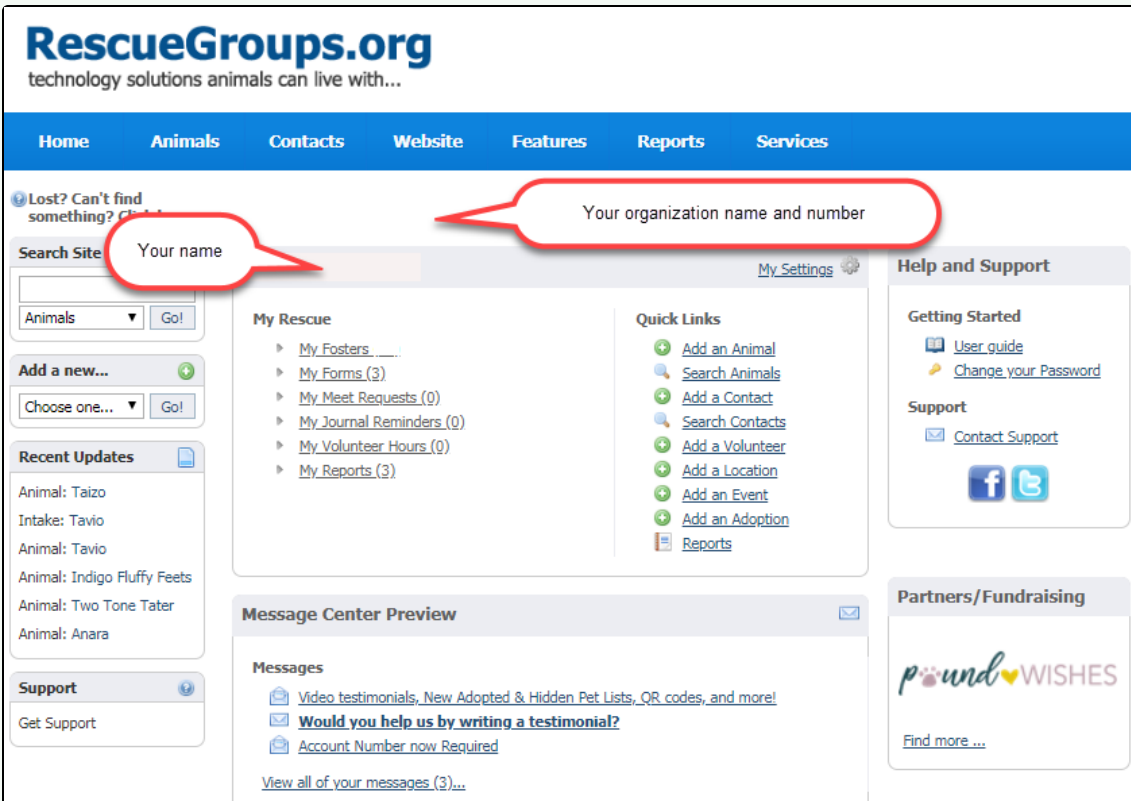 RescueGroups.org
technology solutions animals can live with...
Home Animals Contacts Website Features Reports Services
Lost? Can't find
something?
Your organization name and number
Your name
Search Site
Animals Go!
Add a new...
Choose one... Go!
Recent Updates
Animal: Taizo
Intake: Tavio
Animal: Tavio
Animal: Indigo Fluffy Feets
Animal: Two Tone Tater
Animal: Anara
Support
Get Support
My Settings
My Rescue
My Fosters
My Forms (3)
My Meet Requests (0)
My Journal Reminders (0)
My Volunteer Hours (0)
My Reports (3)
Quick Links
Add an Animal
Search Animals
Add a Contact
Search Contacts
Add a Volunteer
Add a Location
Add an Event
Add an Adoption
Reports
Message Center Preview
Messages
Video testimonials, New Adopted & Hidden Pet Lists, QR codes, and more!
Would you help us by writing a testimonial?
Account Number now Required
View all of your messages (3)...
Help and Support
Getting Started
User guide
Change your Password
Support
Contact Support
f t
Partners/Fundraising
pound WISHES
Find more ...